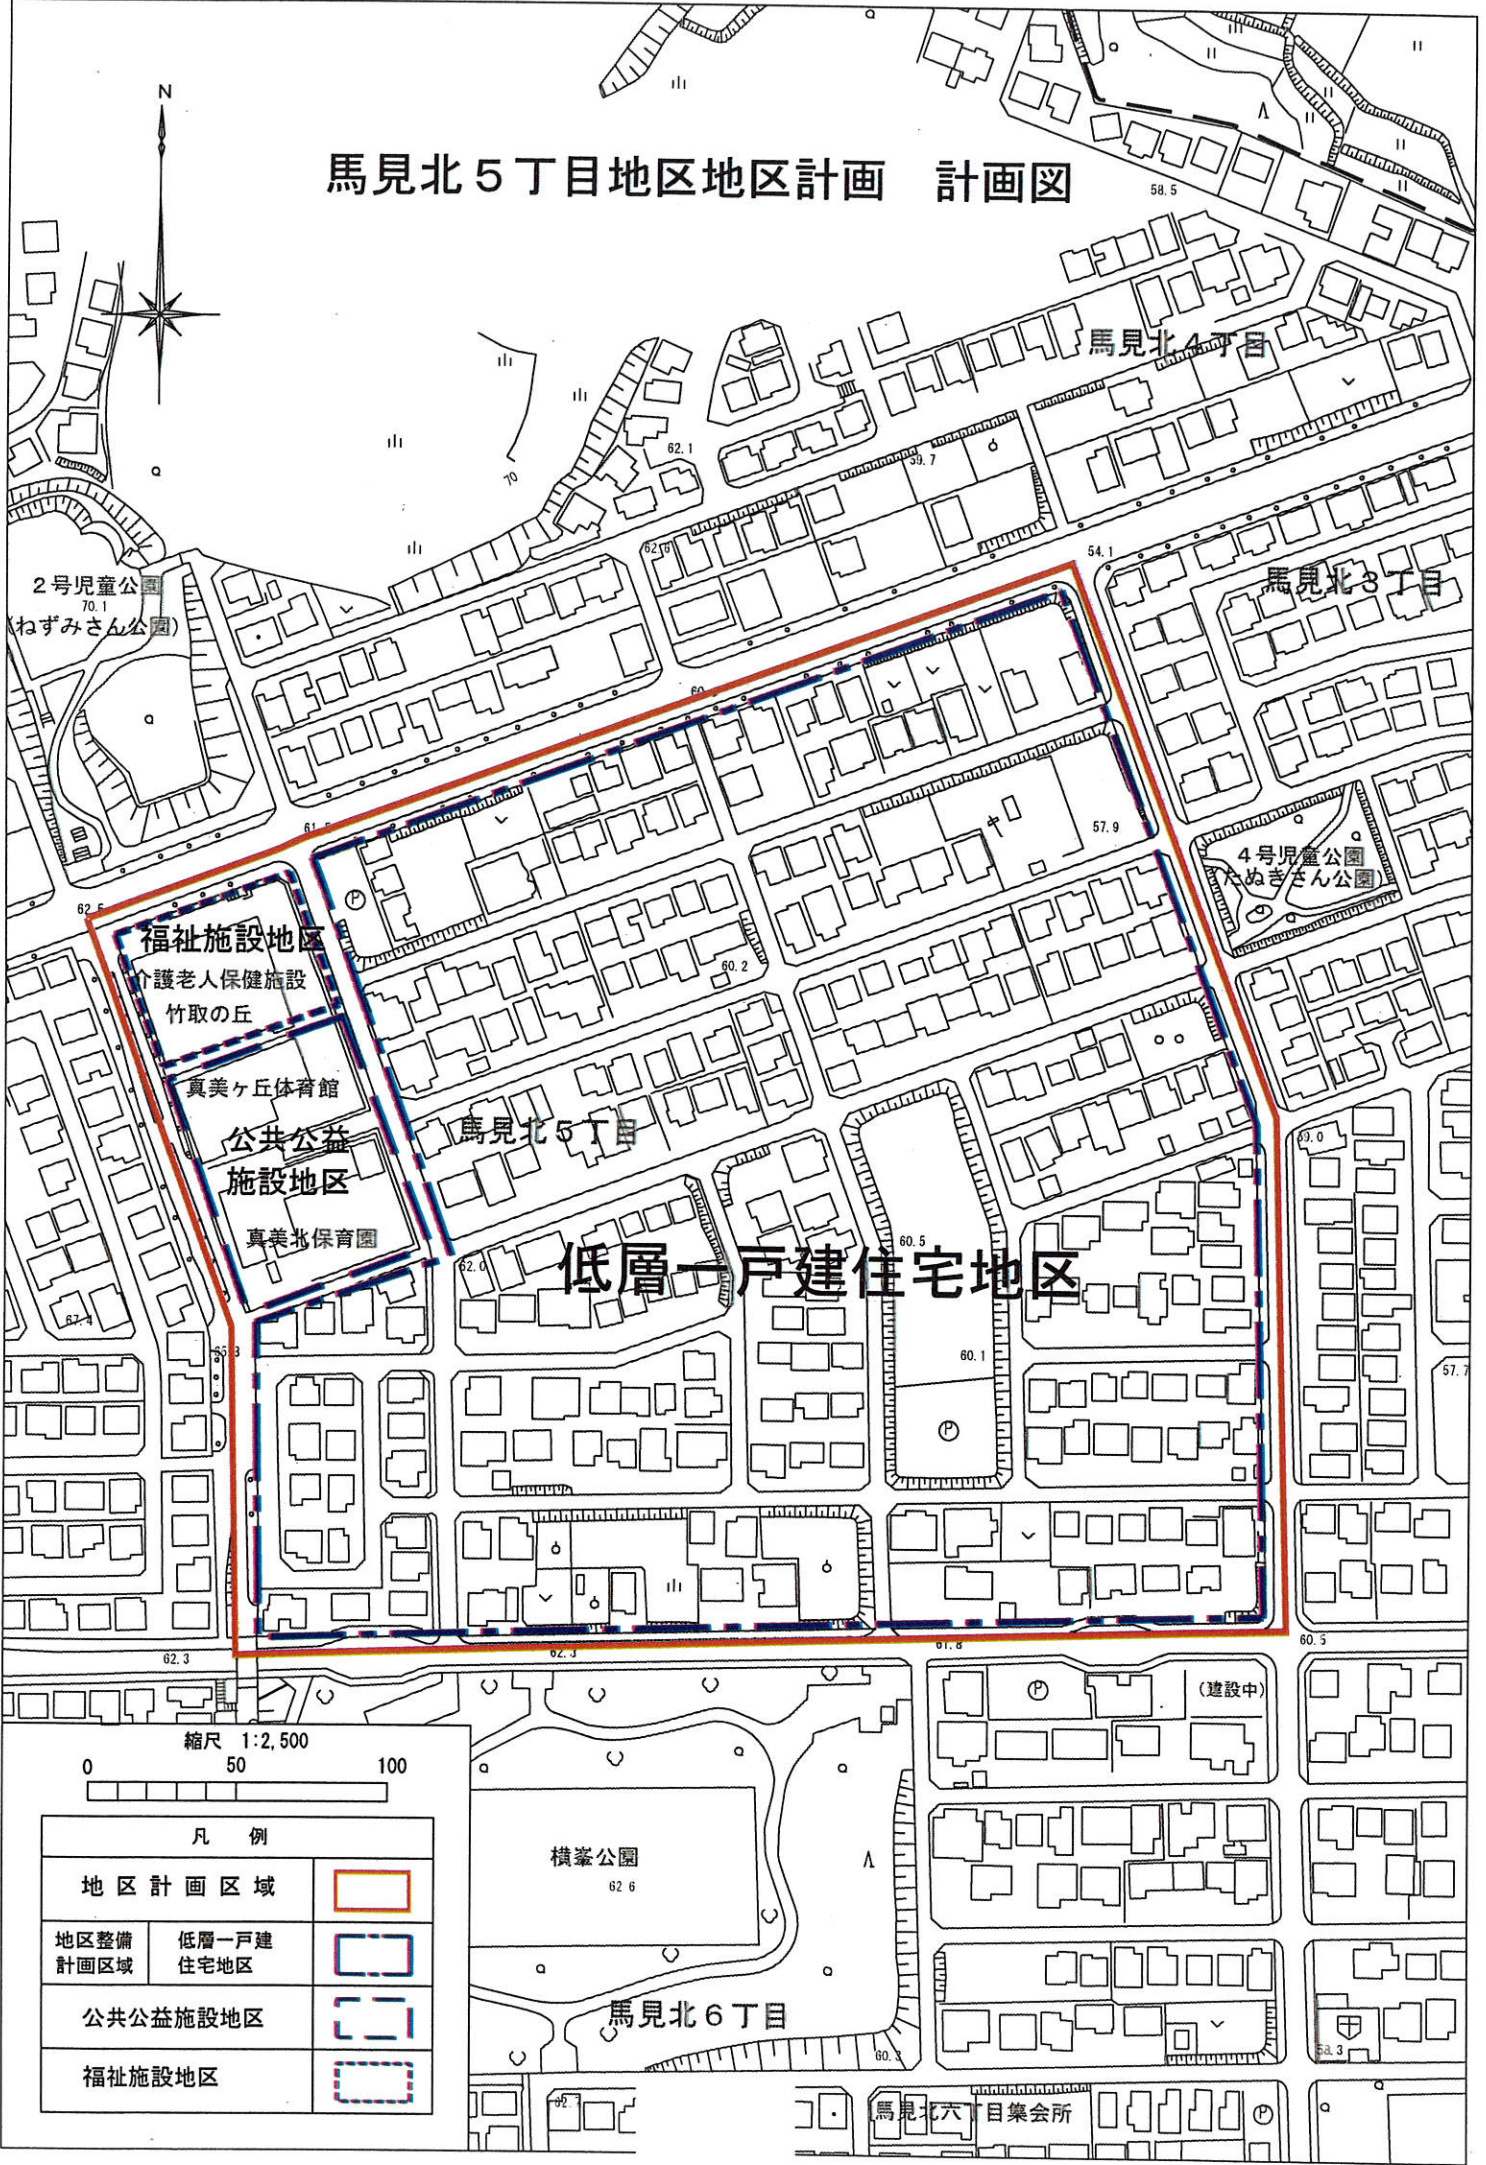 N
馬見北5丁目地区地区計画　計画図
58.5
馬見北4丁目
62.1
59.7
70
62.6
54.1
2号児童公園
70.1
(ねずみさん公園)
馬見北3丁目
61.5
P
57.9
4号児童公園
(たぬきさん公園)
62.5
福祉施設地区
介護老人保健施設
竹取の丘
60.2
真美ヶ丘体育館
公共公益
施設地区
真美北保育園
馬見北5丁目
59.0
62.0
60.5
低層一戸建住宅地区
67.4
65.3
60.1
57.7
P
62.3
62.3
61.8
60.5
P
(建設中)
縮尺 1:2,500
0 50 100
凡 例
地区計画区域
地区整備
計画区域
低層一戸建
住宅地区
公共公益施設地区
福祉施設地区
横峯公園
62 6
馬見北6丁目
60.3
58.3
62.7
馬見北六丁目集会所
P